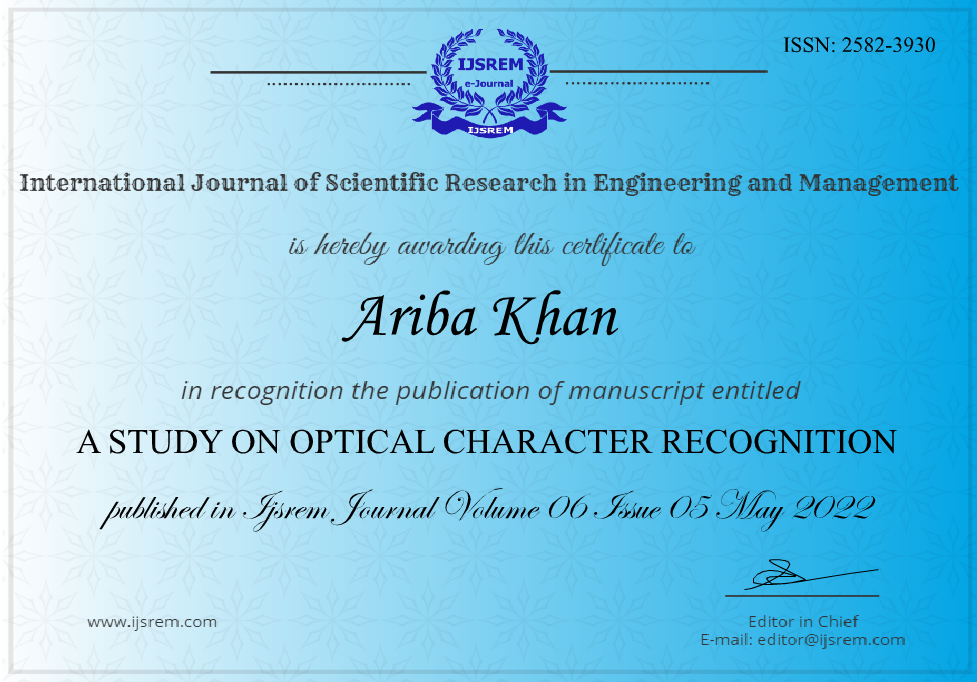 ISSN: 2582-3930
IJSREM
e-Journal
IJSREM
International Journal of Scientific Research in Engineering and Management
is hereby awarding this certificate to
Ariba Khan
in recognition the publication of manuscript entitled
A STUDY ON OPTICAL CHARACTER RECOGNITION
published in Ijsrem Journal Volume 06 Issue 05 May 2022
www.ijsrem.com
Editor in Chief
E-mail: editor@ijsrem.com